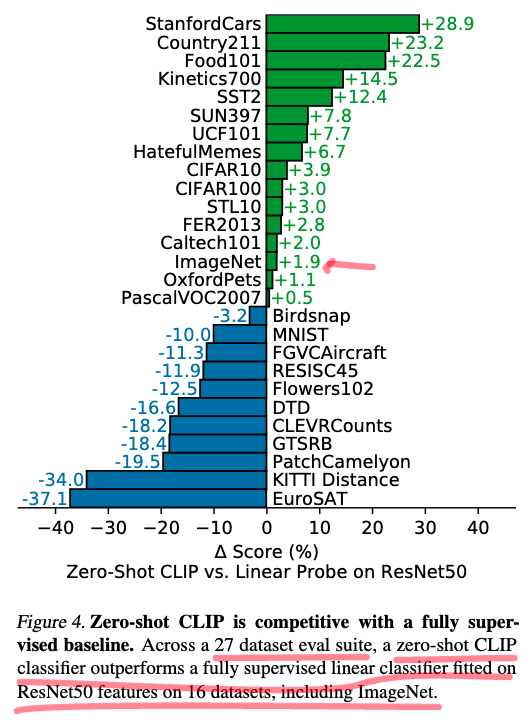 StanfordCars +28.9
Country211 +23.2
Food101 +22.5
Kinetics700 +14.5
SST2 +12.4
SUN397 +7.8
UCF101 +7.7
HatefulMemes +6.7
CIFAR10 +3.9
CIFAR100 +3.0
STL10 +3.0
FER2013 +2.8
Caltech101 +2.0
ImageNet +1.9
OxfordPets +1.1
PascalVOC2007 +0.5
-3.2 Birdsnap
-10.0 MNIST
-11.3 FGVCAircraft
-11.9 RESISC45
-12.5 Flowers102
-16.6 DTD
-18.2 CLEVRCounts
-18.4 GTSRB
-19.5 PatchCamelyon
-34.0 KITTI Distance
-37.1 EuroSAT
−40 −30 −20 −10 0 10 20 30 40
Δ Score (%)
Zero-Shot CLIP vs. Linear Probe on ResNet50
Figure 4. Zero-shot CLIP is competitive with a fully super-
vised baseline. Across a 27 dataset eval suite, a zero-shot CLIP
classifier outperforms a fully supervised linear classifier fitted on
ResNet50 features on 16 datasets, including ImageNet.